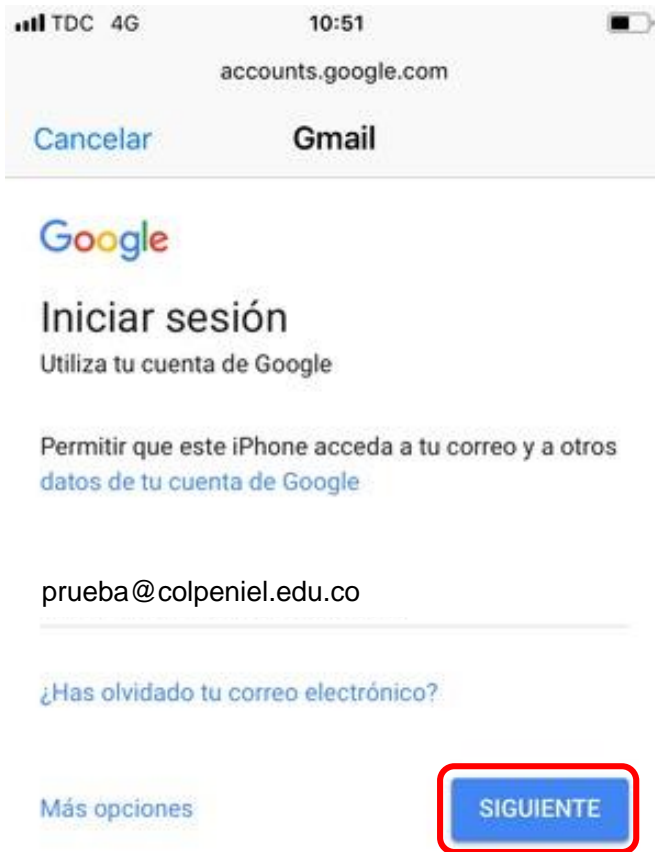 TDC 4G 10:51
accounts.google.com
Cancelar Gmail
Google
Iniciar sesión
Utiliza tu cuenta de Google
Permitir que este iPhone acceda a tu correo y a otros
datos de tu cuenta de Google
prueba@colpeniel.edu.co
¿Has olvidado tu correo electrónico?
Más opciones SIGUIENTE